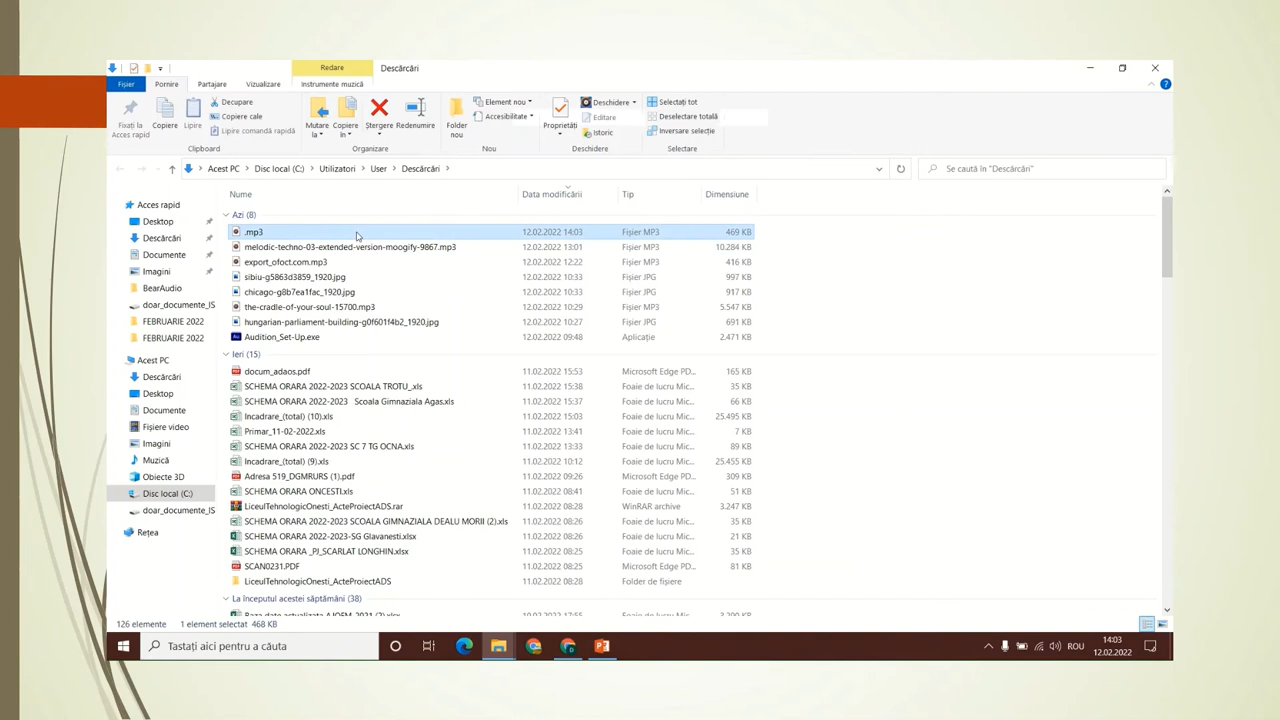 Redare
Descărcări
Fișier
Pornire
Partajare
Vizualizare
Instrumente muzică
Fixați la
Acces rapid
Copiere
Lipire
Decupare
Copiere cale
Lipire comandă rapidă
Clipboard
Mutare
la
Copiere
în
Ștergere
Redenumire
Organizare
Folder
nou
Element nou
Accesibilitate
Nou
Proprietăți
Deschidere
Editare
Istoric
Deschidere
Selectați tot
Deselectare totală
Inversare selecție
Selectare
Acest PC > Disc local (C:) > Utilizatori > User > Descărcări >
Se caută în "Descărcări"
Acces rapid
Desktop
Descărcări
Documente
Imagini
BearAudio
doar_documente_IS
FEBRUARIE 2022
FEBRUARIE 2022
Acest PC
Descărcări
Desktop
Documente
Fișiere video
Imagini
Muzică
Obiecte 3D
Disc local (C:)
doar_documente_IS
Rețea
Nume Data modificării Tip Dimensiune
Azi (8)
.mp3 12.02.2022 14:03 Fișier MP3 469 KB
melodic-techno-03-extended-version-moogify-9867.mp3 12.02.2022 13:01 Fișier MP3 10.284 KB
export_ofoct.com.mp3 12.02.2022 12:22 Fișier MP3 416 KB
sibiu-g5863d3859_1920.jpg 12.02.2022 10:33 Fișier JPG 997 KB
chicago-g8b7ea1fac_1920.jpg 12.02.2022 10:33 Fișier JPG 917 KB
the-cradle-of-your-soul-15700.mp3 12.02.2022 10:29 Fișier MP3 5.547 KB
hungarian-parliament-building-g0f601f4b2_1920.jpg 12.02.2022 10:27 Fișier JPG 691 KB
Audition_Set-Up.exe 12.02.2022 09:48 Aplicație 2.471 KB
Ieri (15)
docum_adaos.pdf 11.02.2022 15:53 Microsoft Edge PD... 165 KB
SCHEMA ORARA 2022-2023 SCOALA TROTU_.xls 11.02.2022 15:38 Foaie de lucru Mic... 35 KB
SCHEMA ORARA 2022-2023 Scoala Gimnaziala Agas.xls 11.02.2022 15:37 Foaie de lucru Mic... 66 KB
Incadrare_(total) (10).xls 11.02.2022 14:01 Foaie de lucru Mic... 25.495 KB
Primar_11-02-2022.xls 11.02.2022 13:41 Foaie de lucru Mic... 7 KB
SCHEMA ORARA 2022-2023 SC 7 TG OCNA.xls 11.02.2022 13:33 Foaie de lucru Mic... 89 KB
Incadrare_(total) (9).xls 11.02.2022 10:12 Foaie de lucru Mic... 25.455 KB
Adresa 519_DGMRURS (1).pdf 11.02.2022 09:26 Microsoft Edge PD... 309 KB
SCHEMA ORARA ONCESTI.xls 11.02.2022 08:41 Foaie de lucru Mic... 51 KB
LiceulTehnologicOnesti_ActeProiectADS.rar 11.02.2022 08:28 WinRAR archive 3.247 KB
SCHEMA ORARA 2022-2023 SCOALA GIMNAZIALA DEALU MORII (2).xls 11.02.2022 08:26 Foaie de lucru Mic... 35 KB
SCHEMA ORARA 2022-2023-SG Glavanesti.xlsx 11.02.2022 08:26 Foaie de lucru Mic... 21 KB
SCHEMA ORARA _PJ_SCARLAT LONGHIN.xlsx 11.02.2022 08:25 Foaie de lucru Mic... 35 KB
SCAN0231.PDF 11.02.2022 08:25 Microsoft Edge PD... 81 KB
LiceulTehnologicOnesti_ActeProiectADS 11.02.2022 08:28 Folder de fișiere
La începutul acestei săptămâni (38)
126 elemente 1 element selectat 468 KB
Tastați aici pentru a căuta
ROU
14:03
12.02.2022